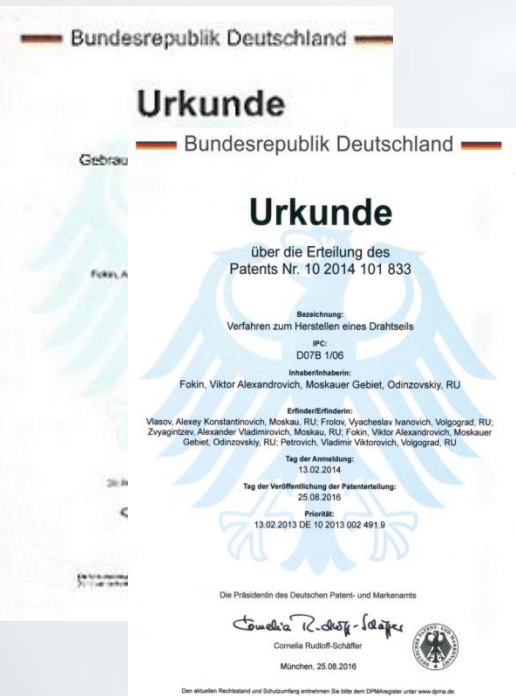 Bundesrepublik Deutschland
Urkunde
Gebrau
Fokin, A
Bundesrepublik Deutschland
Urkunde
über die Erteilung des
Patents Nr. 10 2014 101 833
Bezeichnung:
Verfahren zum Herstellen eines Drahtseils
IPC:
D07B 1/06
Inhaber/Inhaberin:
Fokin, Viktor Alexandrovich, Moskauer Gebiet, Odinzovskiy, RU
Erfinder/Erfinderin:
Vlasov, Alexey Konstantinovich, Moskau, RU; Frolov, Vyacheslav Ivanovich, Volgograd, RU;
Zvyagintzev, Alexander Vladimirovich, Moskau, RU; Fokin, Viktor Alexandrovich, Moskauer
Gebiet, Odinzovskiy, RU; Petrovich, Vladimir Viktorovich, Volgograd, RU
Tag der Anmeldung:
13.02.2014
Tag der Veröffentlichung der Patenterteilung:
25.08.2016
Priorität:
13.02.2013 DE 10 2013 002 491.9
Die Präsidentin des Deutschen Patent- und Markenamts
Cornelia Rudloff-Schäffer
Cornelia Rudloff-Schäffer
München, 25.08.2016
Den aktuellen Rechtsstand und Schutzumfang entnehmen Sie bitte dem DPMAregister unter www.dpma.de.